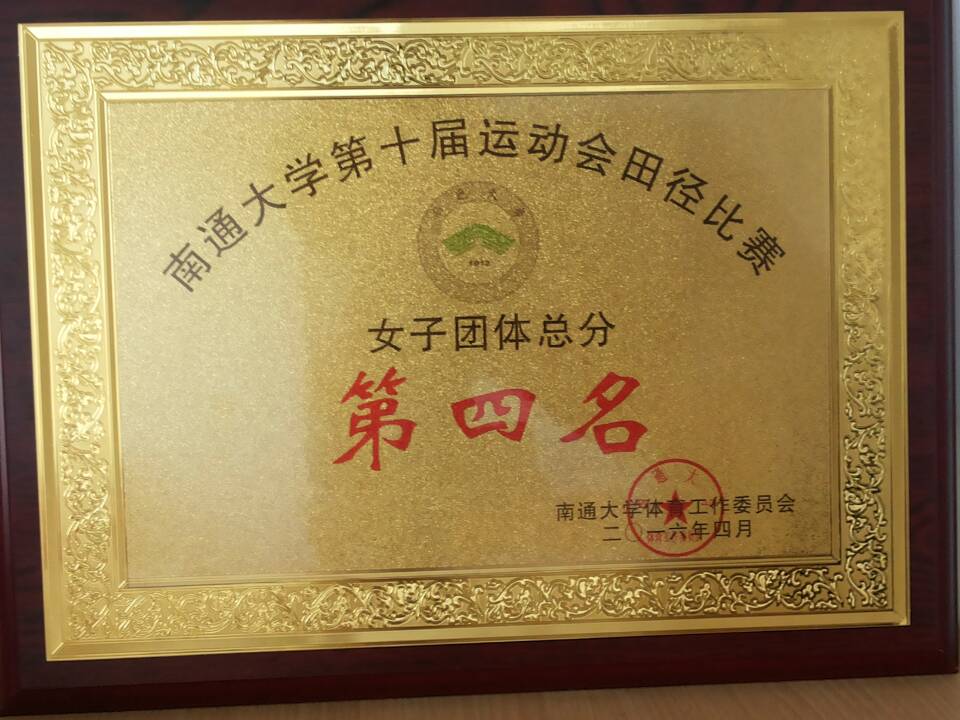 南通大学第十届运动会田径比赛
1912
女子团体总分
第四名
南通大学体育工作委员会
二〇一六年四月